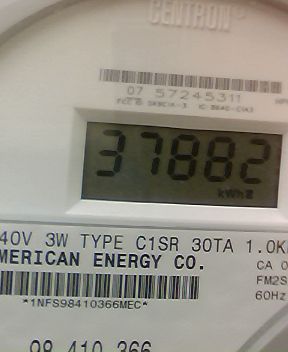 CENTRON®
07 57245311
37882
kWh
40V 3W TYPE C1SR 30TA 1.0K
MERICAN ENERGY CO.
CA 0
FM2S
60Hz
*1NFS98410366MEC*
98 410 366